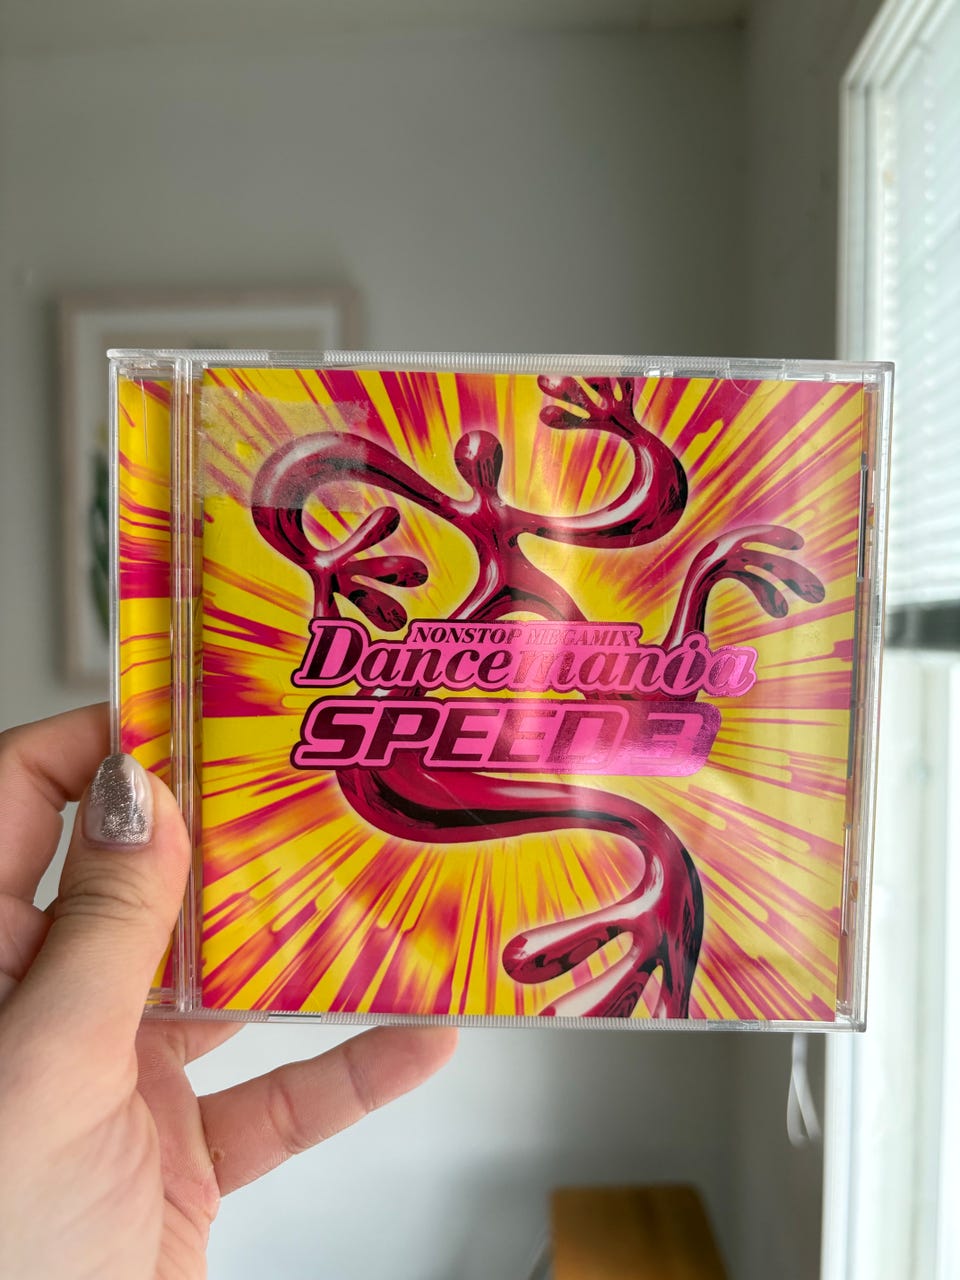 NONSTOP MEGAMIX
Dancemania
SPEED 3